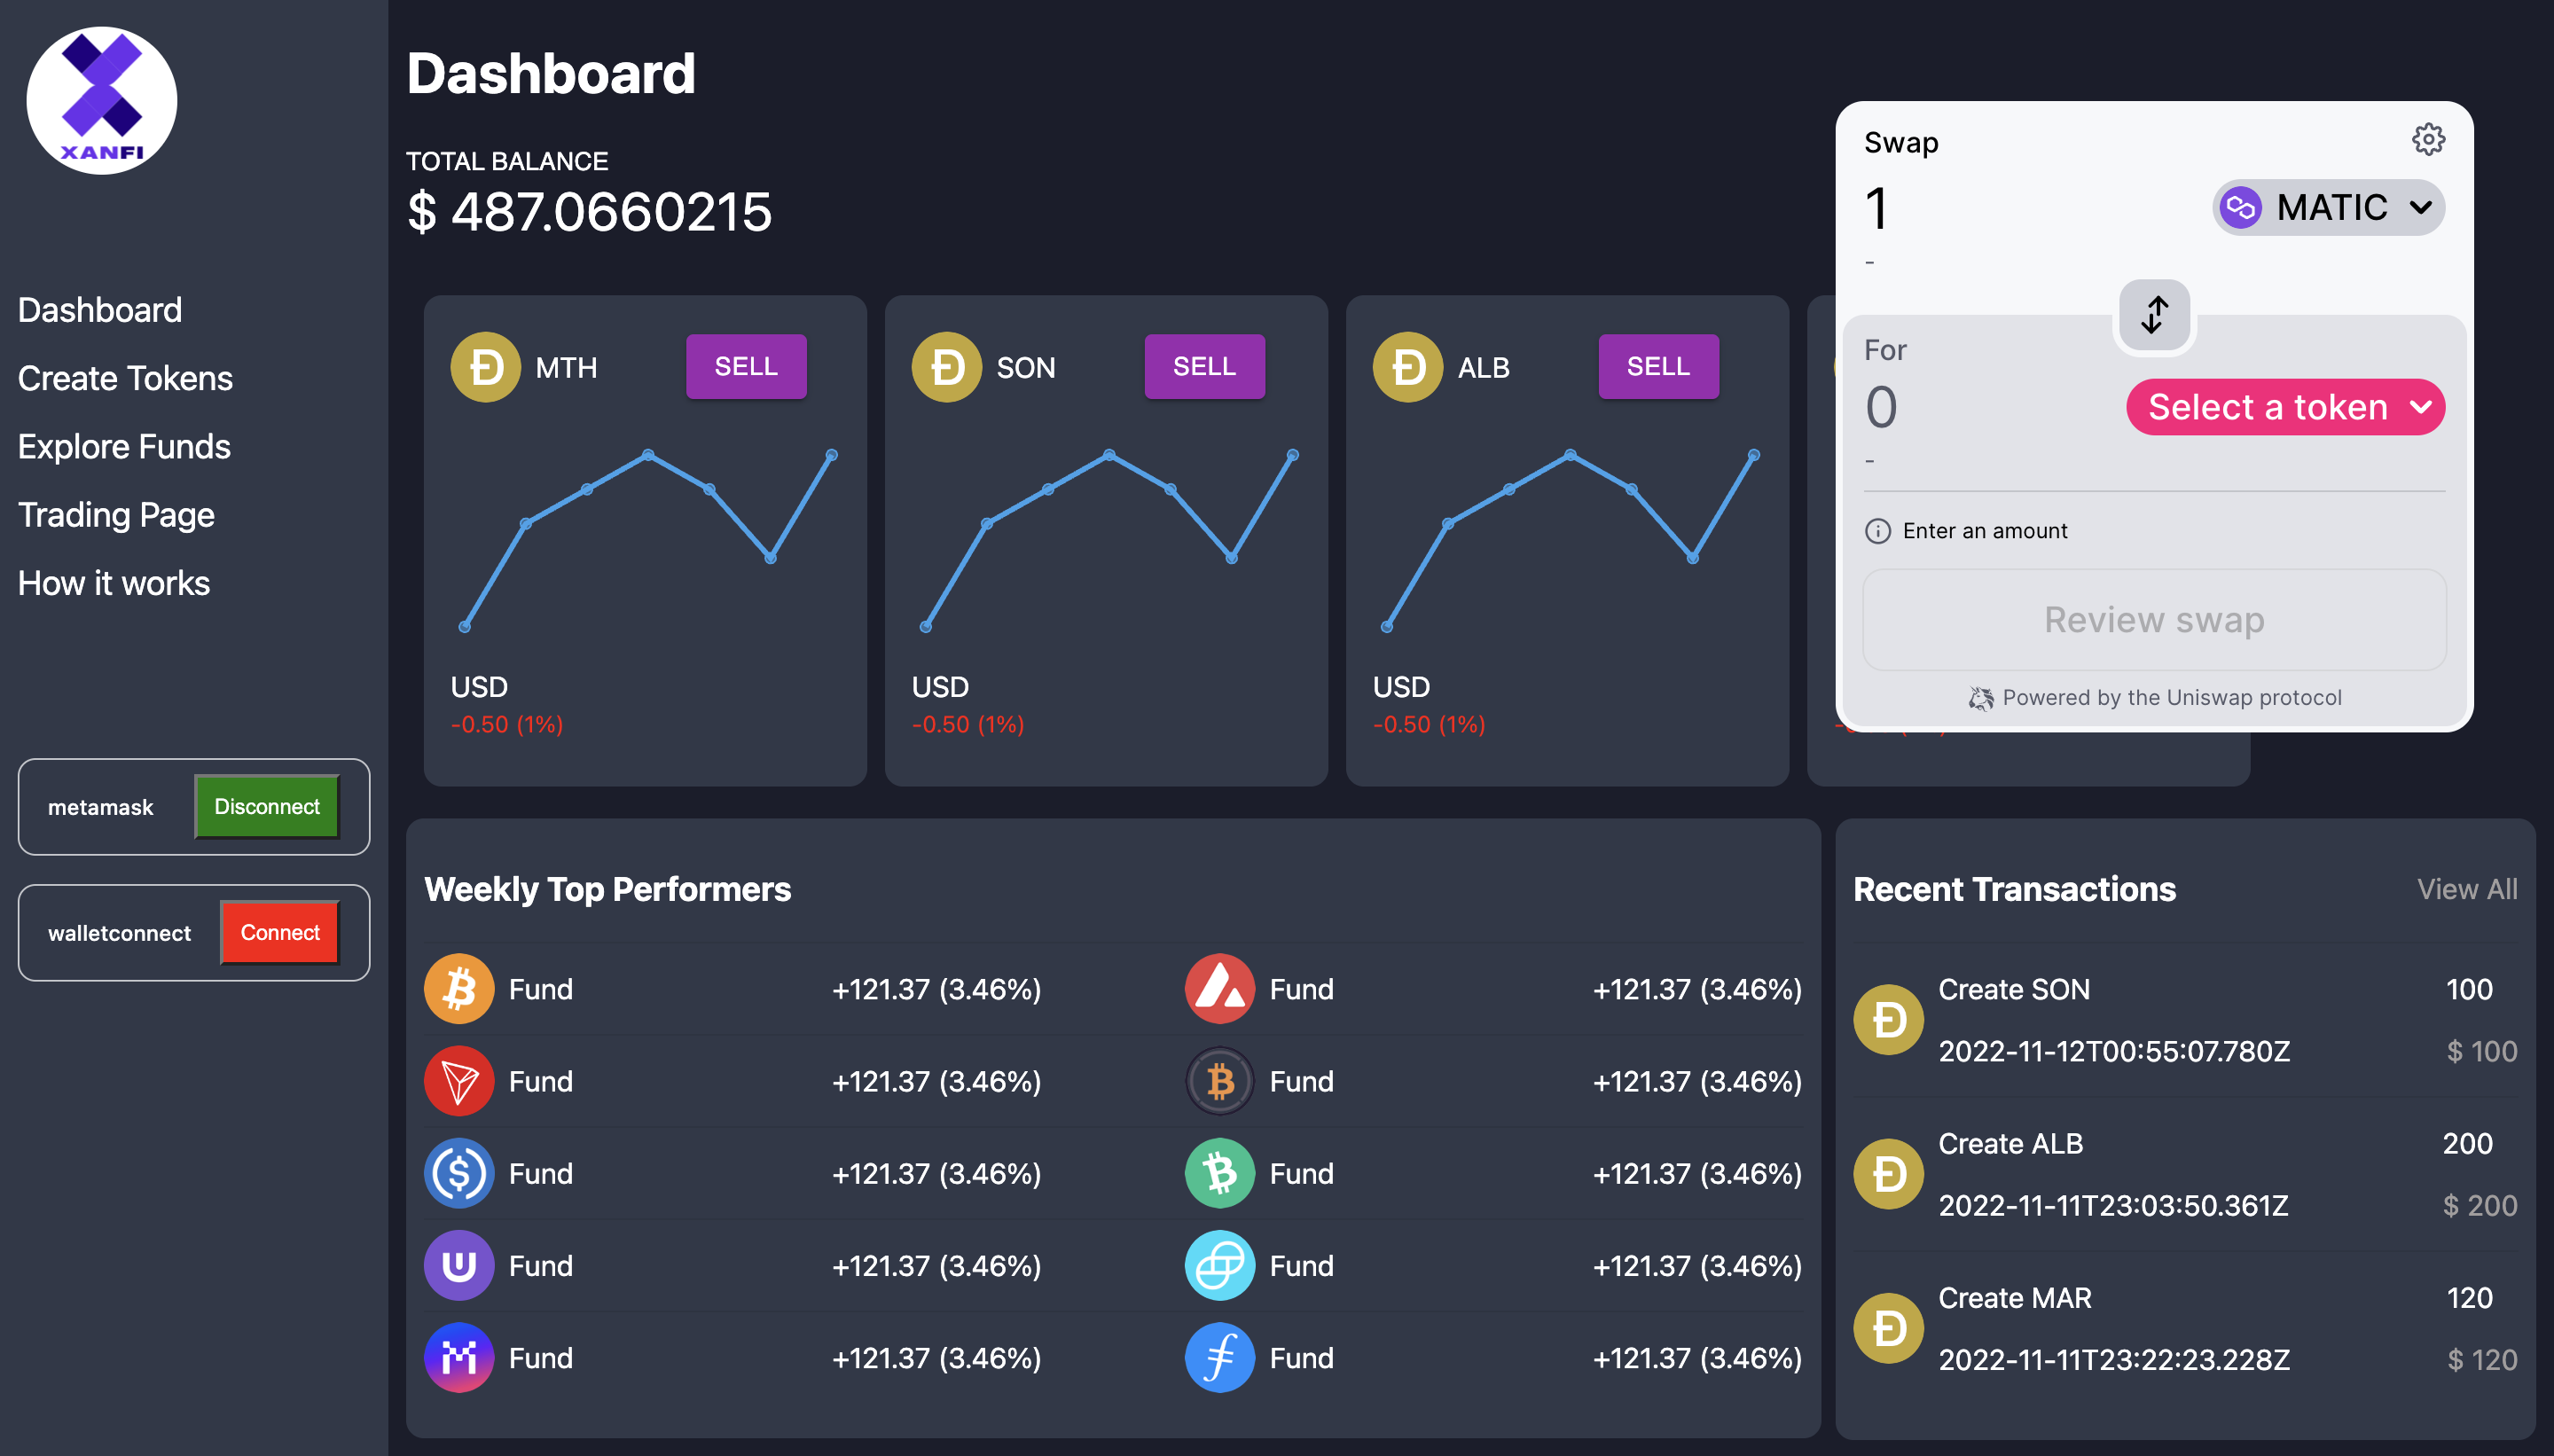 XANFI
Dashboard
Create Tokens
Explore Funds
Trading Page
How it works
metamask Disconnect
walletconnect Connect
Dashboard
TOTAL BALANCE
$ 487.0660215
MTH SELL
USD
-0.50 (1%)
SON SELL
USD
-0.50 (1%)
ALB SELL
USD
-0.50 (1%)
Swap
1 MATIC
-
For
0 Select a token
-
Enter an amount
Review swap
Powered by the Uniswap protocol
Weekly Top Performers
Fund +121.37 (3.46%) Fund +121.37 (3.46%)
Fund +121.37 (3.46%) Fund +121.37 (3.46%)
Fund +121.37 (3.46%) Fund +121.37 (3.46%)
Fund +121.37 (3.46%) Fund +121.37 (3.46%)
Fund +121.37 (3.46%) Fund +121.37 (3.46%)
Recent Transactions View All
Create SON 100
2022-11-12T00:55:07.780Z $ 100
Create ALB 200
2022-11-11T23:03:50.361Z $ 200
Create MAR 120
2022-11-11T23:22:23.228Z $ 120